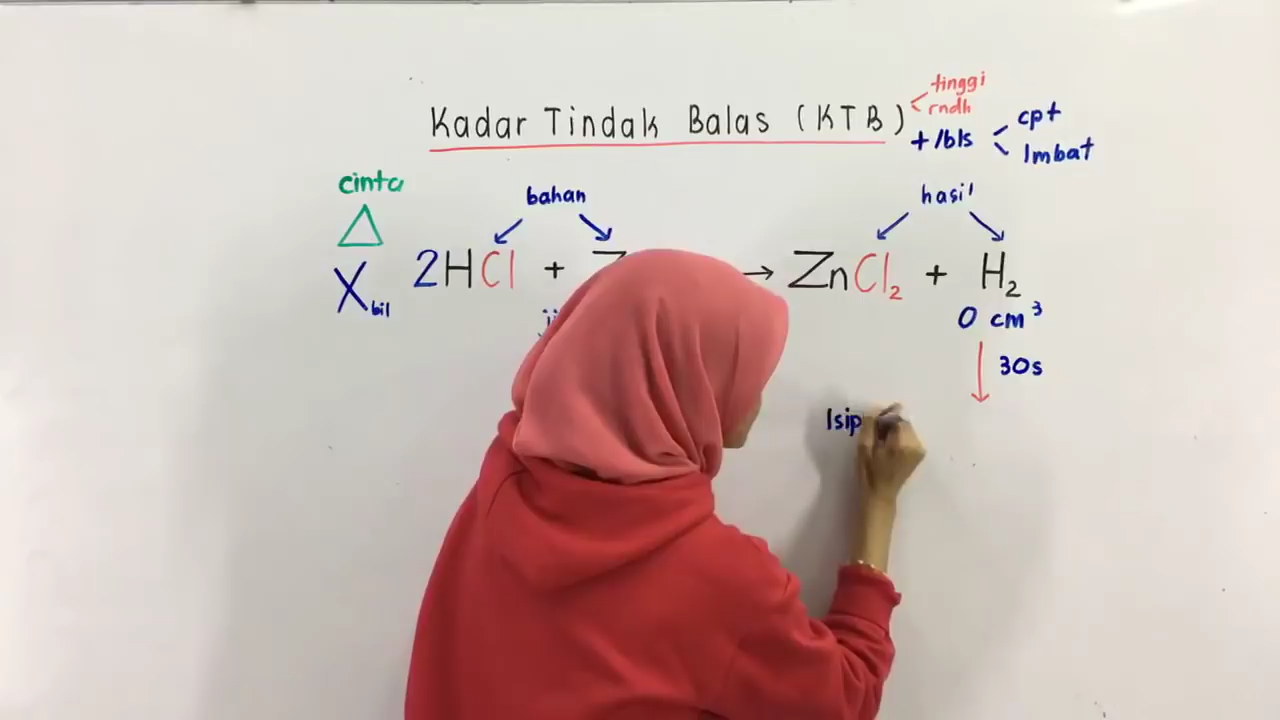 Kadar Tindak Balas (KTB)
tinggi
rndh
t/bls
cpt
lmbat
cinta
△
Xbil
bahan
hasil
2HCl +
→ ZnCl₂ + H₂
0 cm³
30s
Isip